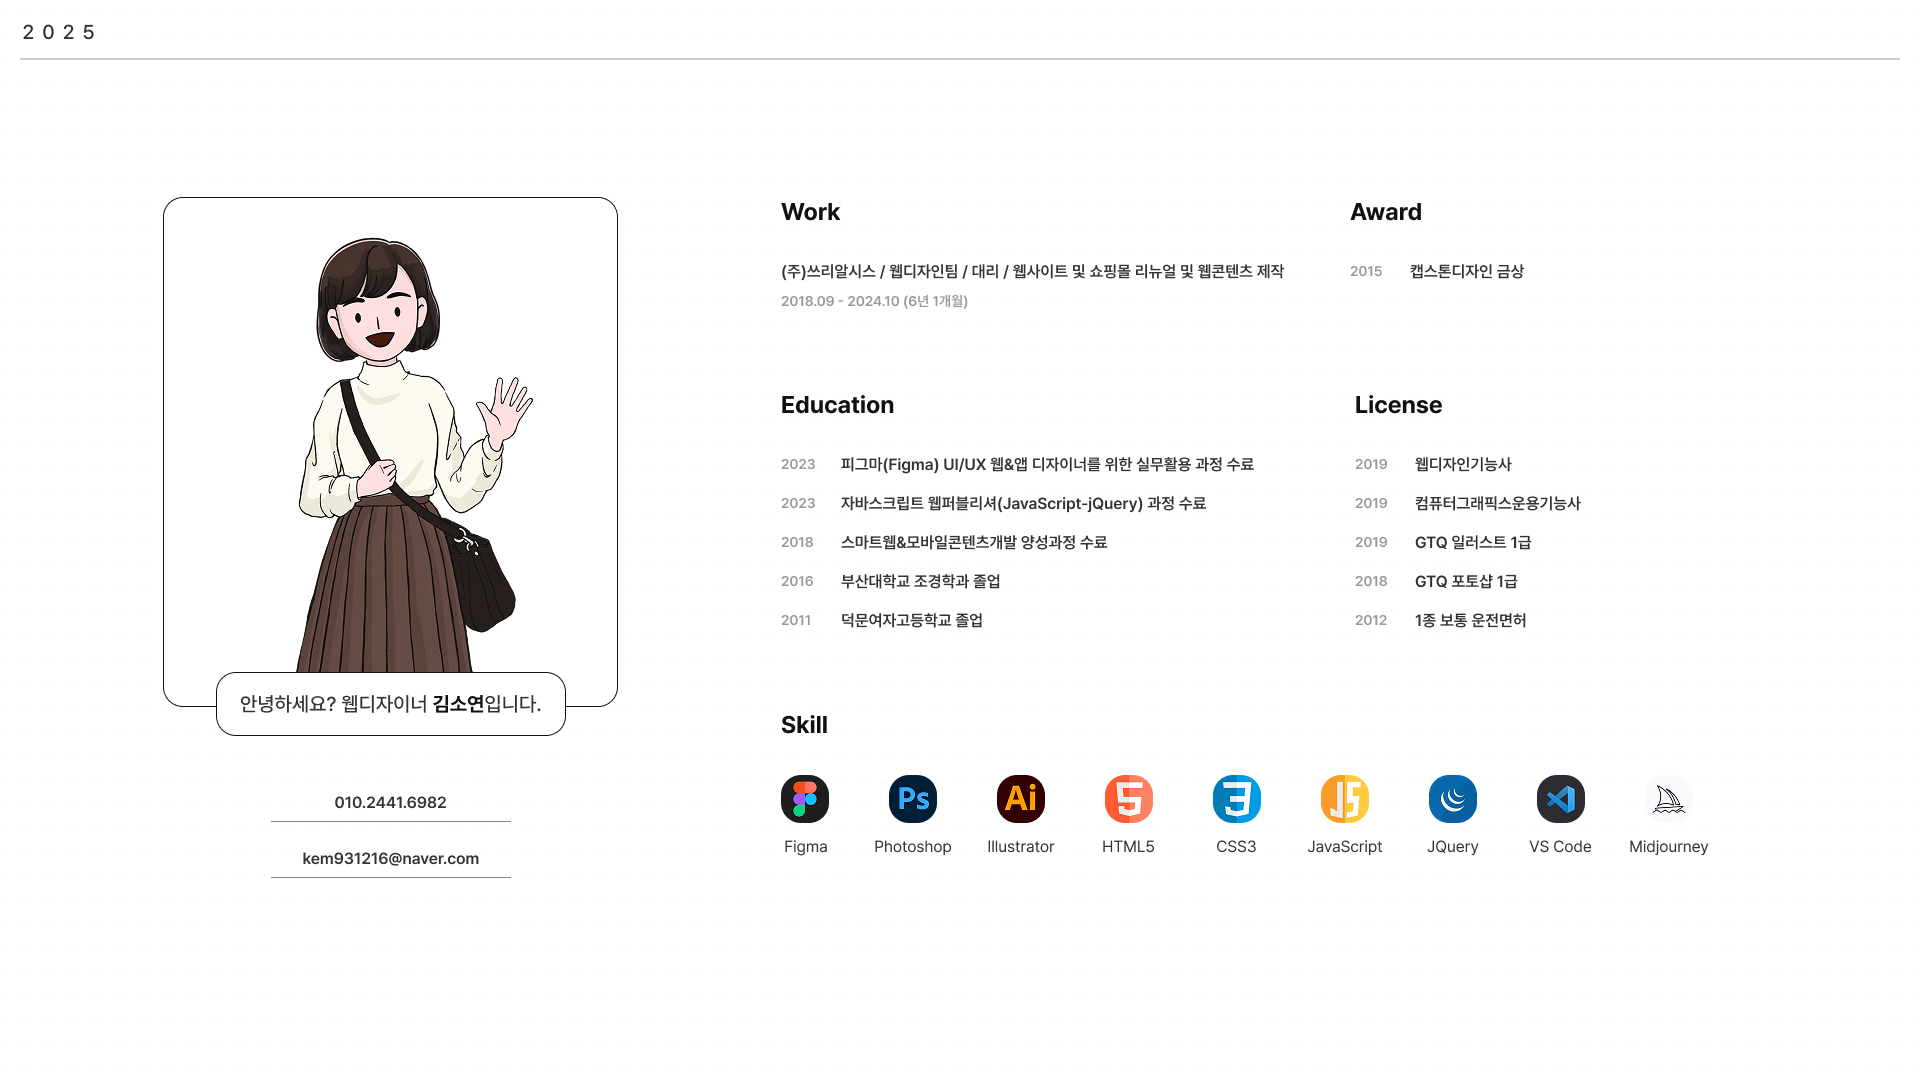 2025
안녕하세요? 웹디자이너 김소연입니다.
010.2441.6982
kem931216@naver.com
Work
(주)쓰리알시스 / 웹디자인팀 / 대리 / 웹사이트 및 쇼핑몰 리뉴얼 및 웹콘텐츠 제작
2018.09 - 2024.10 (6년 1개월)
Award
2015 캡스톤디자인 금상
Education
2023 피그마(Figma) UI/UX 웹&앱 디자이너를 위한 실무활용 과정 수료
2023 자바스크립트 웹퍼블리셔(JavaScript-jQuery) 과정 수료
2018 스마트웹&모바일콘텐츠개발 양성과정 수료
2016 부산대학교 조경학과 졸업
2011 덕문여자고등학교 졸업
License
2019 웹디자인기능사
2019 컴퓨터그래픽스운용기능사
2019 GTQ 일러스트 1급
2018 GTQ 포토샵 1급
2012 1종 보통 운전면허
Skill
Ps
Ai
5
3
JS
Figma
Photoshop
Illustrator
HTML5
CSS3
JavaScript
JQuery
VS Code
Midjourney